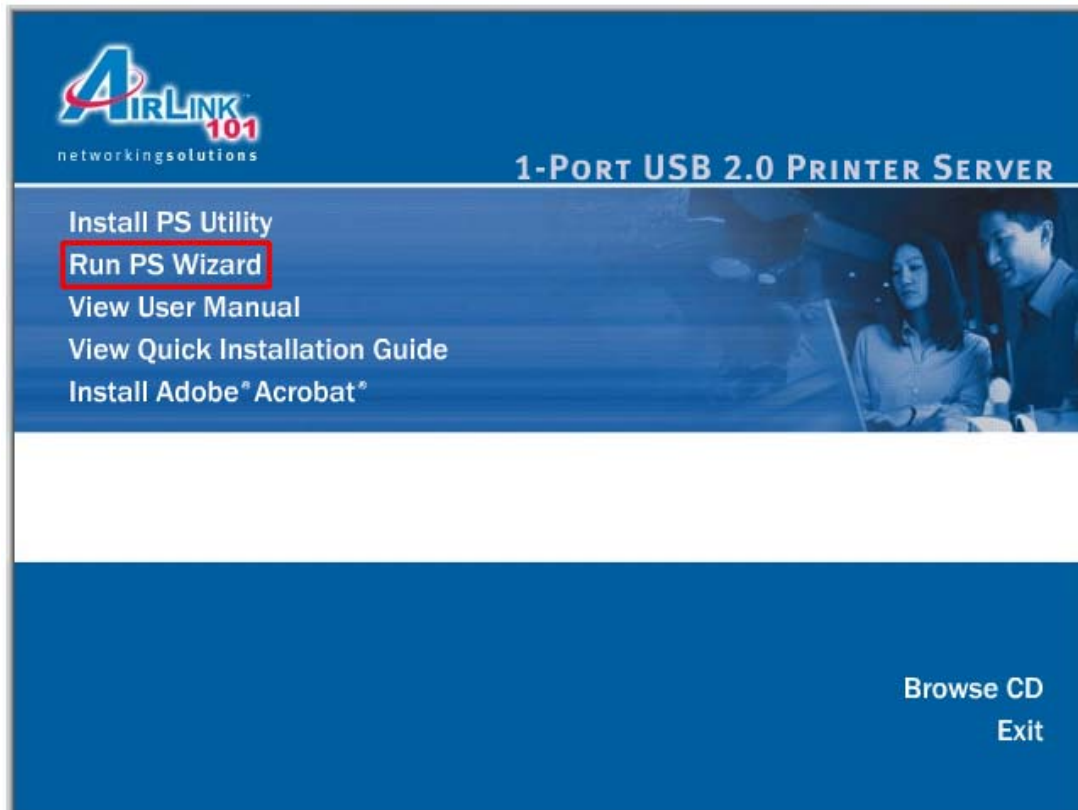 AIRLINK
101
networkingsolutions
1-PORT USB 2.0 PRINTER SERVER
Install PS Utility
Run PS Wizard
View User Manual
View Quick Installation Guide
Install Adobe® Acrobat®
Browse CD
Exit